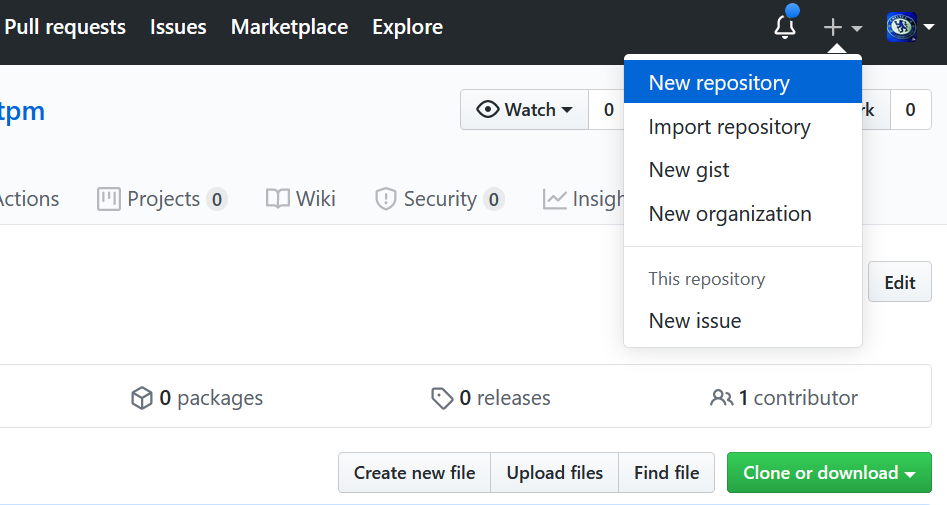 Pull requests Issues Marketplace Explore
New repository
tpm Watch 0 rk 0
Import repository
New gist
Actions Projects 0 Wiki Security 0 Insigh
New organization
This repository
Edit
New issue
0 packages 0 releases 1 contributor
Create new file Upload files Find file Clone or download